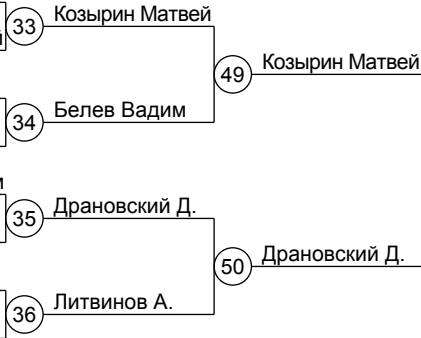 Козырин Матвей
33
й
49
Козырин Матвей
Белев Вадим
34
Драновский Д.
35
50
Драновский Д.
Литвинов А.
36